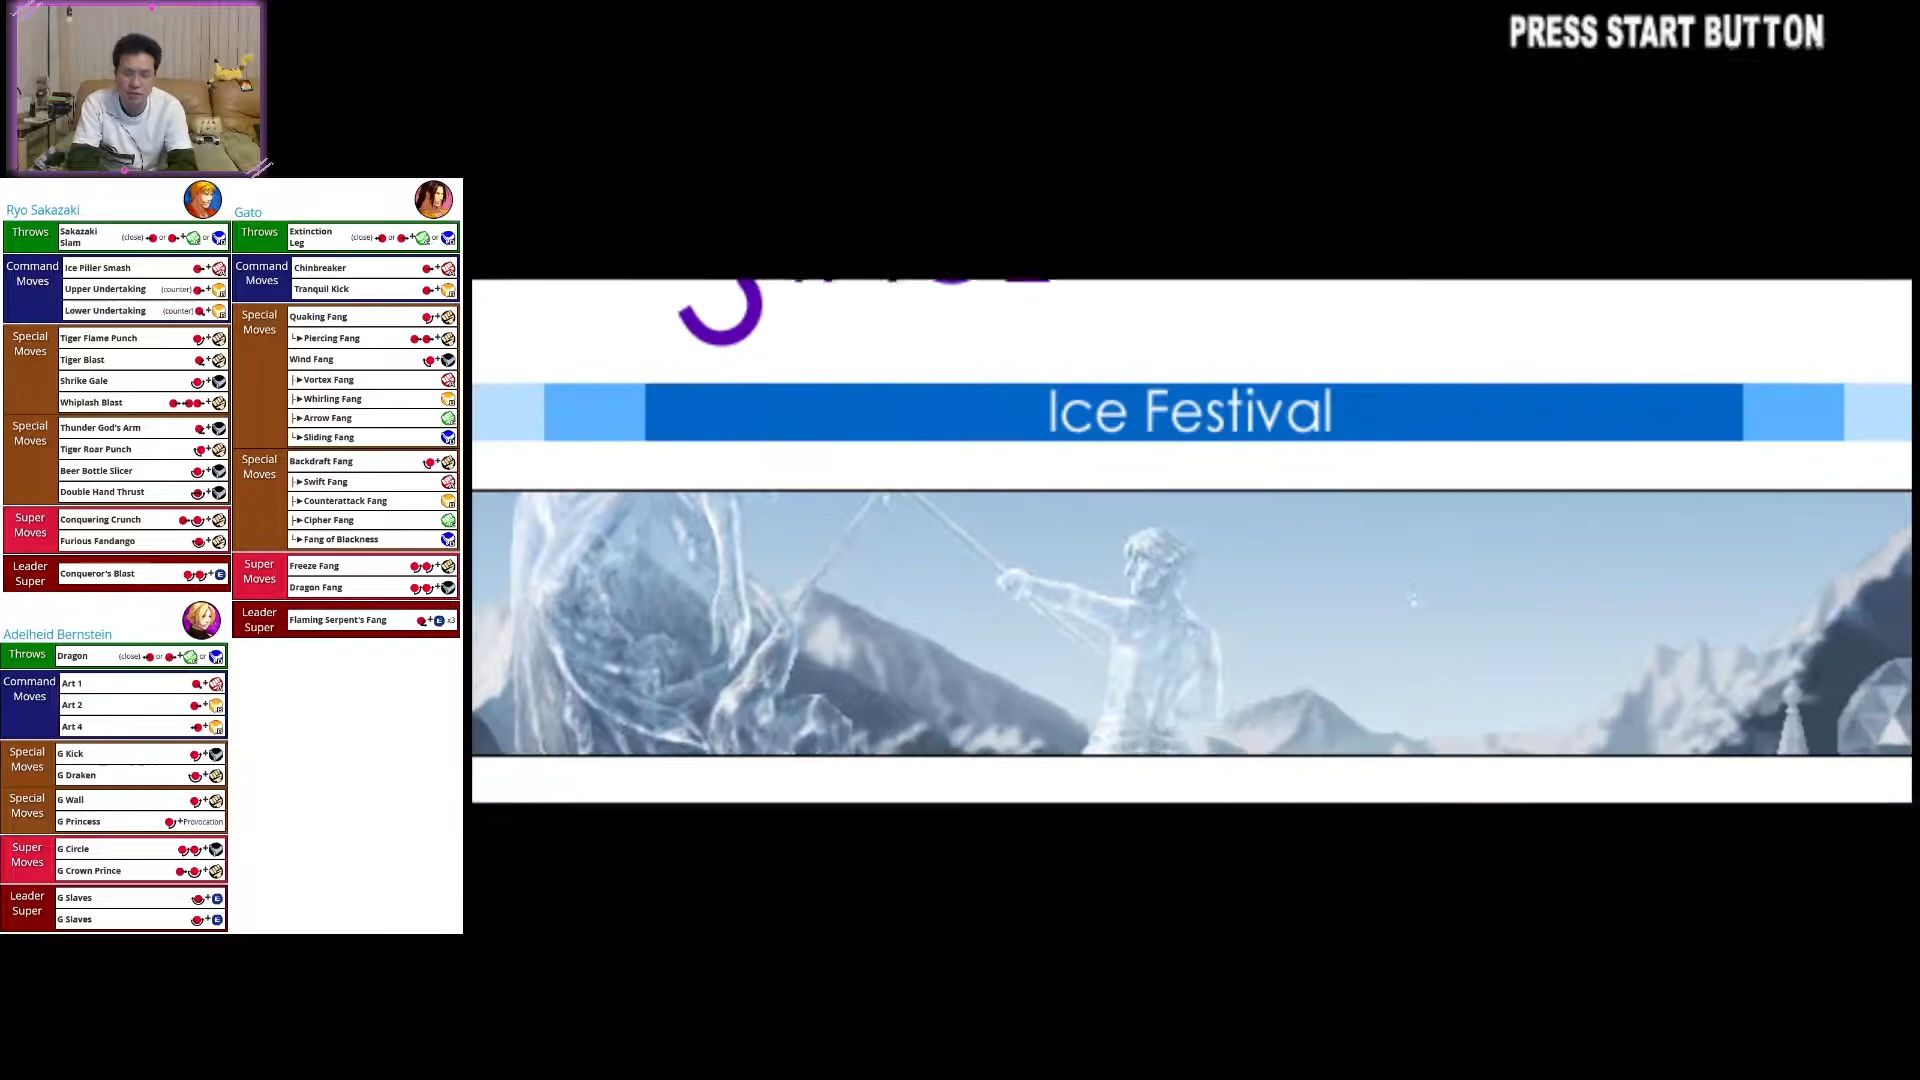 PRESS START BUTTON
Ryo Sakazaki
Throws
Sakazaki Slam (close) or + or
Command Moves
Ice Piller Smash +
Upper Undertaking (counter) +
Lower Undertaking (counter) +
Special Moves
Tiger Flame Punch +
Tiger Blast +
Shrike Gale +
Whiplash Blast +
Special Moves
Thunder God's Arm +
Tiger Roar Punch +
Beer Bottle Slicer +
Double Hand Thrust +
Super Moves
Conquering Crunch +
Furious Fandango +
Leader Super
Conqueror's Blast + E
Gato
Throws
Extinction Leg (close) or + or
Command Moves
Chinbreaker +
Tranquil Kick +
Special Moves
Quaking Fang +
Piercing Fang +
Wind Fang +
Vortex Fang
Whirling Fang
Arrow Fang
Sliding Fang
Special Moves
Backdraft Fang +
Swift Fang
Counterattack Fang
Cipher Fang
Fang of Blackness
Super Moves
Freeze Fang +
Dragon Fang +
Leader Super
Flaming Serpent's Fang + E x3
Adelheid Bernstein
Throws
Dragon (close) or + or
Command Moves
Art 1 +
Art 2 +
Art 4 +
Special Moves
G Kick +
G Draken +
Special Moves
G Wall +
G Princess +Provocation
Super Moves
G Circle +
G Crown Prince +
Leader Super
G Slaves + E
G Slaves + E
Ice Festival